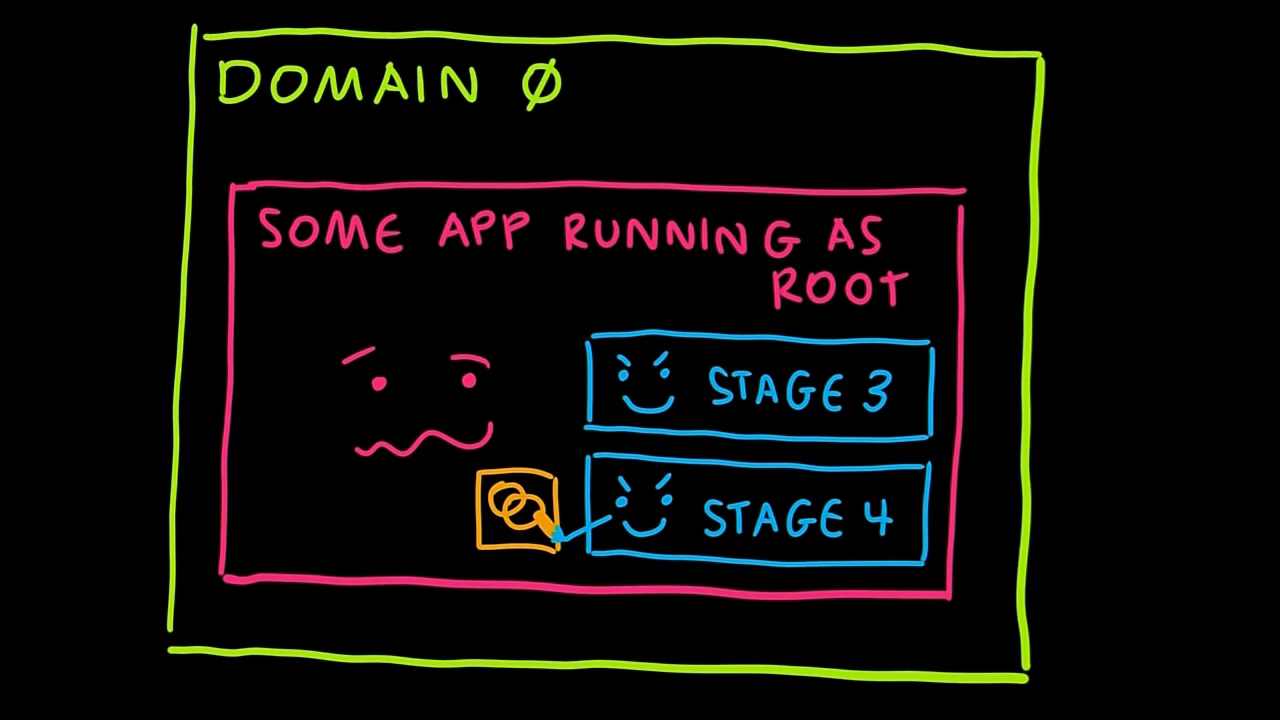 DOMAIN Ø
SOME APP RUNNING AS
ROOT
STAGE 3
STAGE 4